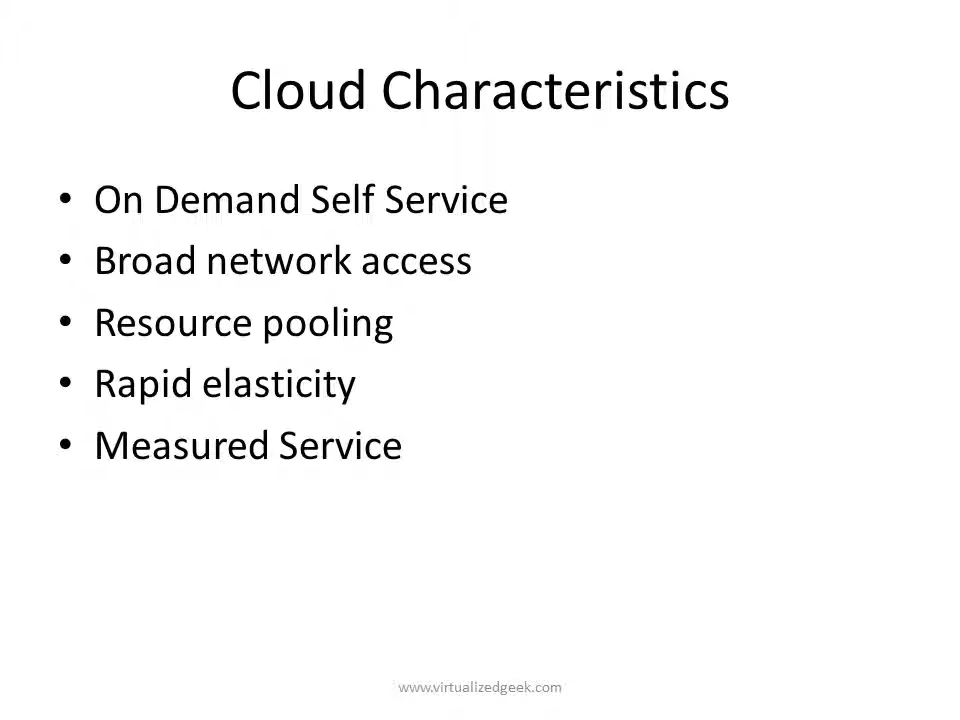 Cloud Characteristics
• On Demand Self Service
• Broad network access
• Resource pooling
• Rapid elasticity
• Measured Service
www.virtualizedgeek.com